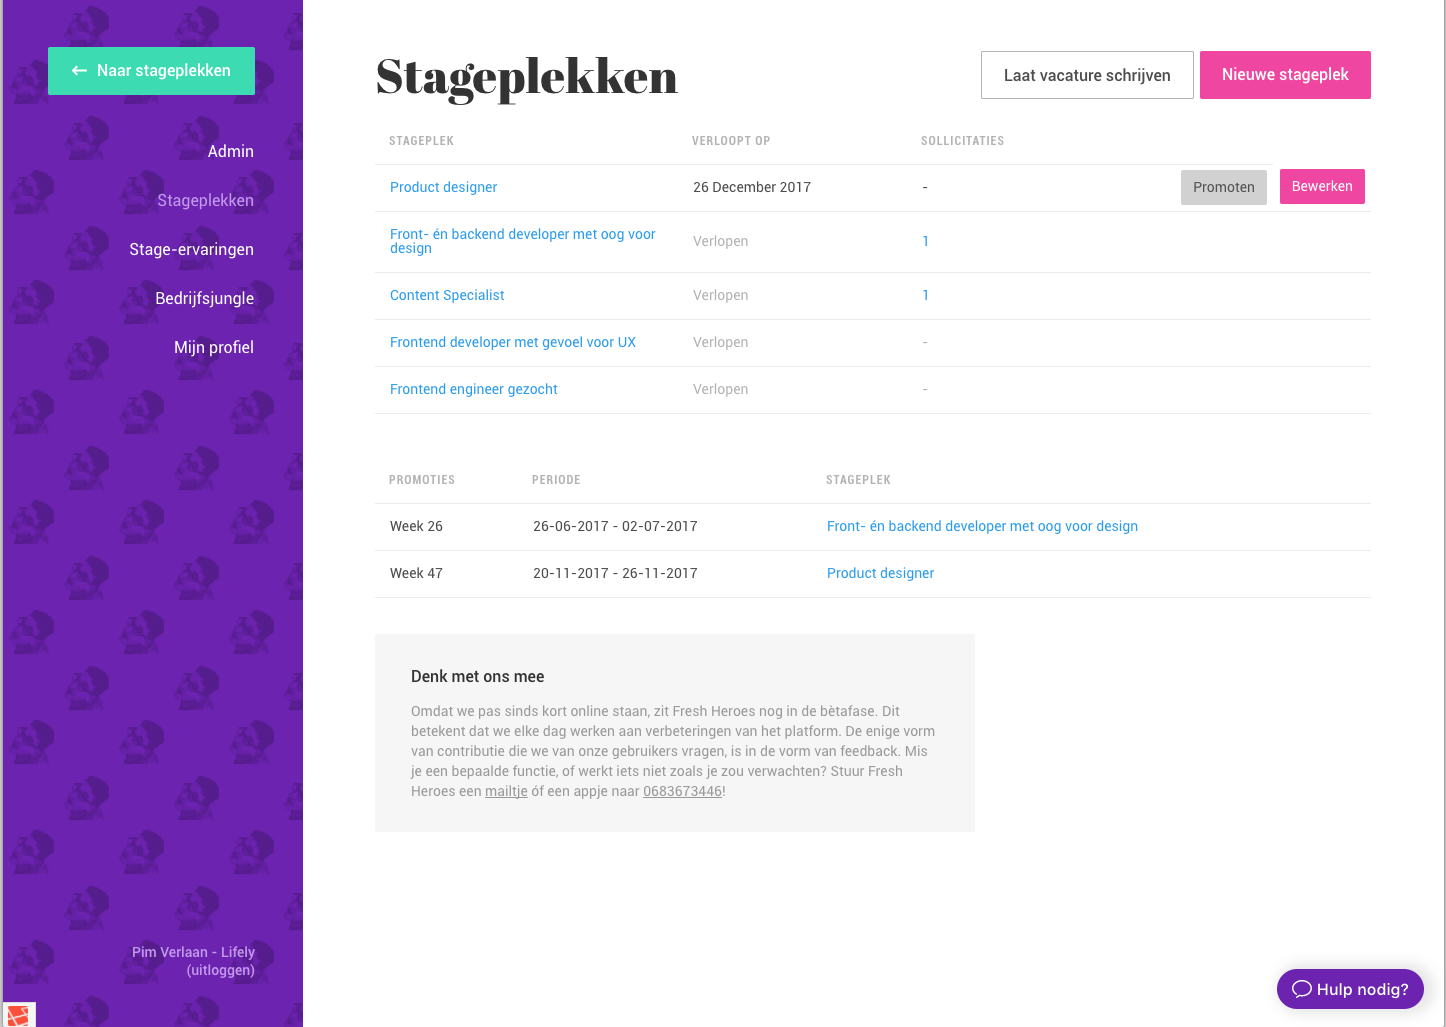 ← Naar stageplekken
Admin
Stageplekken
Stage-ervaringen
Bedrijfsjungle
Mijn profiel
Pim Verlaan - Lifely
(uitloggen)
Stageplekken
Laat vacature schrijven
Nieuwe stageplek
STAGEPLEK VERLOOPT OP SOLLICITATIES
Product designer 26 December 2017 - Promoten Bewerken
Front- én backend developer met oog voor
design Verlopen 1
Content Specialist Verlopen 1
Frontend developer met gevoel voor UX Verlopen -
Frontend engineer gezocht Verlopen -
PROMOTIES PERIODE STAGEPLEK
Week 26 26-06-2017 - 02-07-2017 Front- én backend developer met oog voor design
Week 47 20-11-2017 - 26-11-2017 Product designer
Denk met ons mee
Omdat we pas sinds kort online staan, zit Fresh Heroes nog in de bètafase. Dit
betekent dat we elke dag werken aan verbeteringen van het platform. De enige vorm
van contributie die we van onze gebruikers vragen, is in de vorm van feedback. Mis
je een bepaalde functie, of werkt iets niet zoals je zou verwachten? Stuur Fresh
Heroes een mailtje óf een appje naar 0683673446!
Hulp nodig?